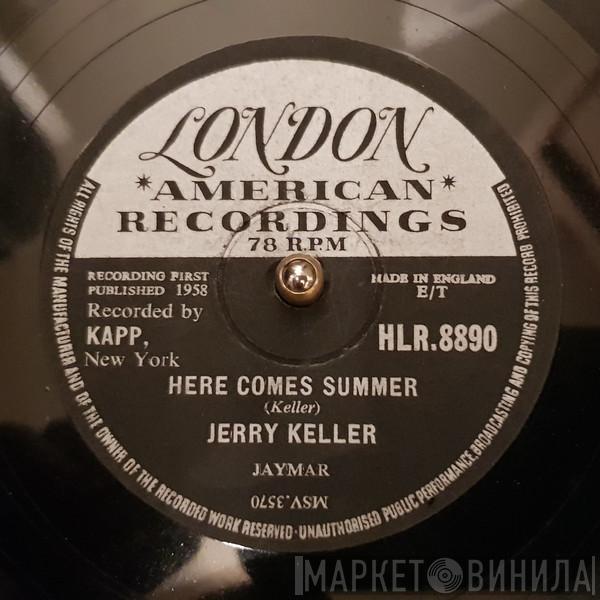 LONDON
*AMERICAN*
RECORDINGS
78 R.P.M
RECORDING FIRST
PUBLISHED 1958
MADE IN ENGLAND
E/T
Recorded by
KAPP,
New York
HLR.8890
HERE COMES SUMMER
(Keller)
JERRY KELLER
JAYMAR
MSV.3570
ALL RIGHTS OF THE MANUFACTURER AND OF THE OWNER OF THE RECORDED WORK RESERVED·UNAUTHORISED PUBLIC PERFORMANCE, BROADCASTING AND COPYING OF THIS RECORD PROHIBITED
МАРКЕТ ВИНИЛА